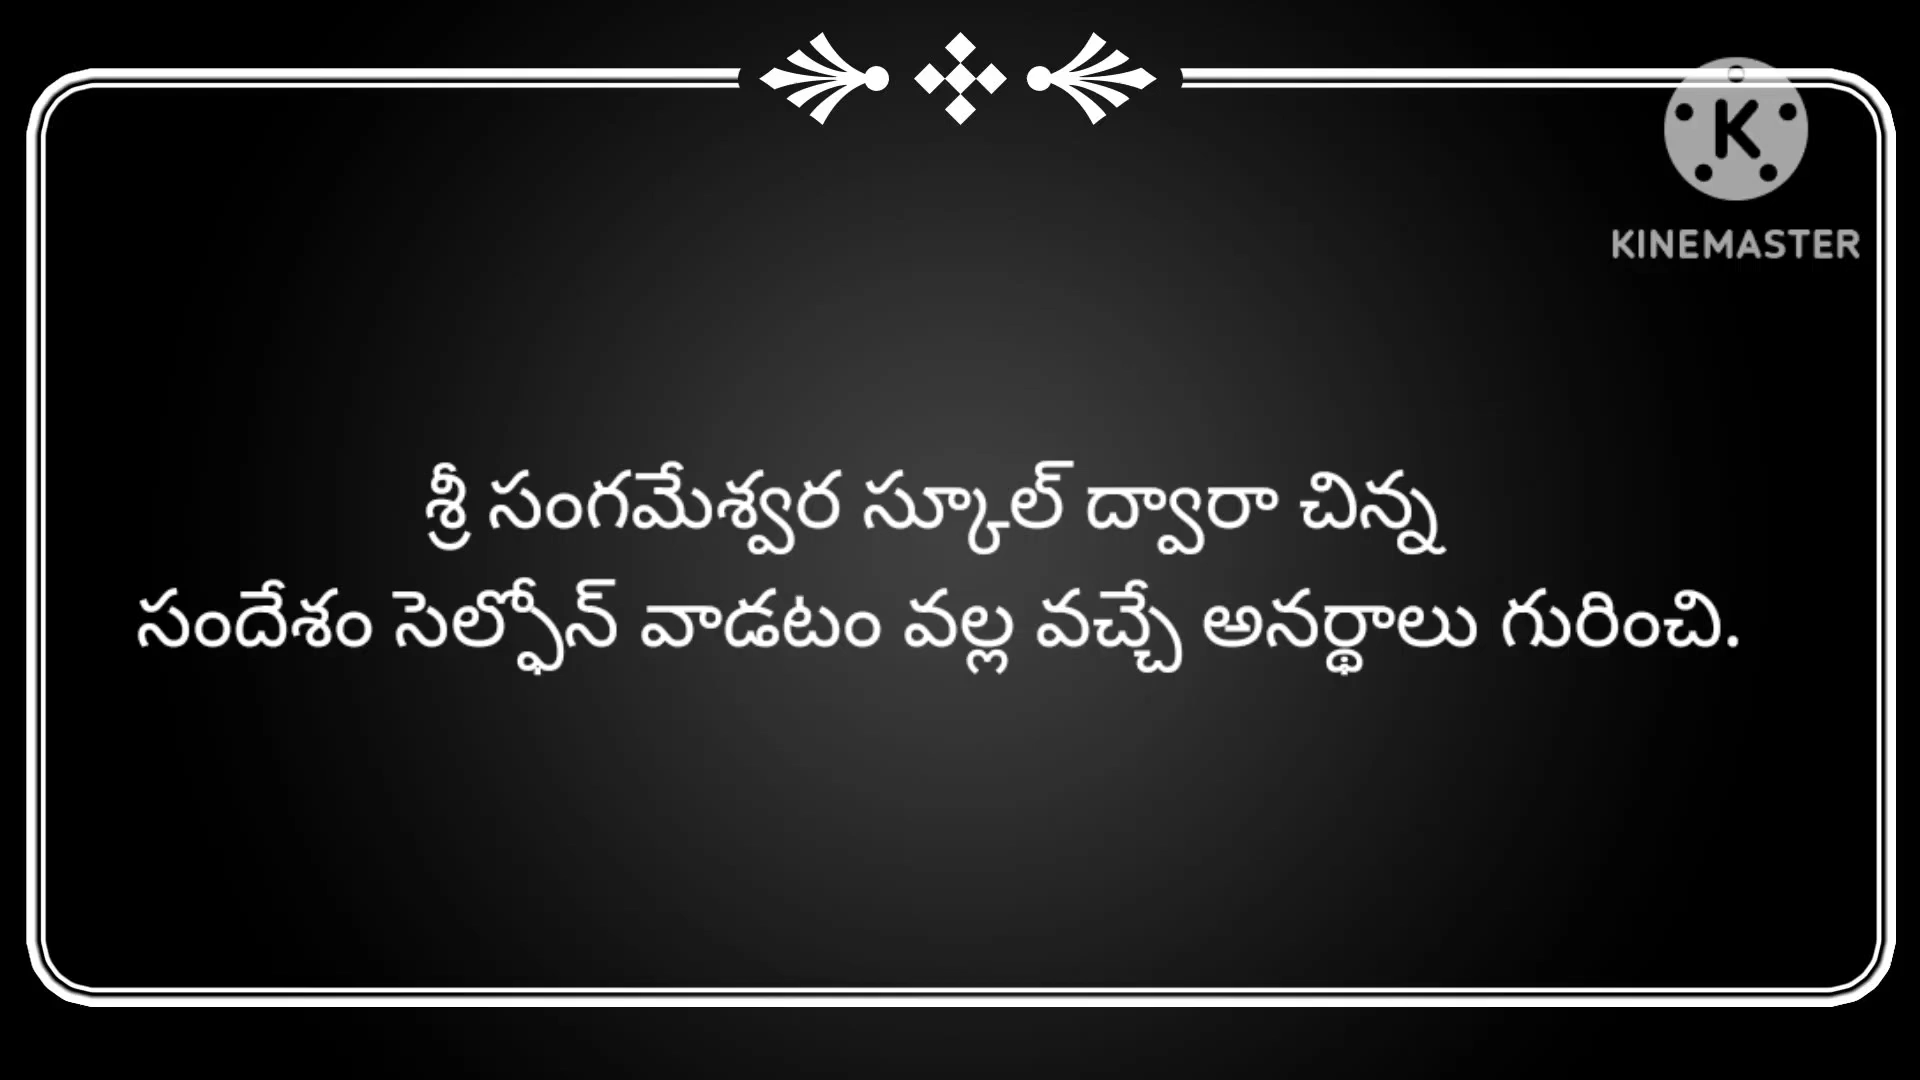 KINEMASTER
శ్రీ సంగమేశ్వర స్కూల్ ద్వారా చిన్న
సందేశం సెల్ఫోన్ వాడటం వల్ల వచ్చే అనర్థాలు గురించి.